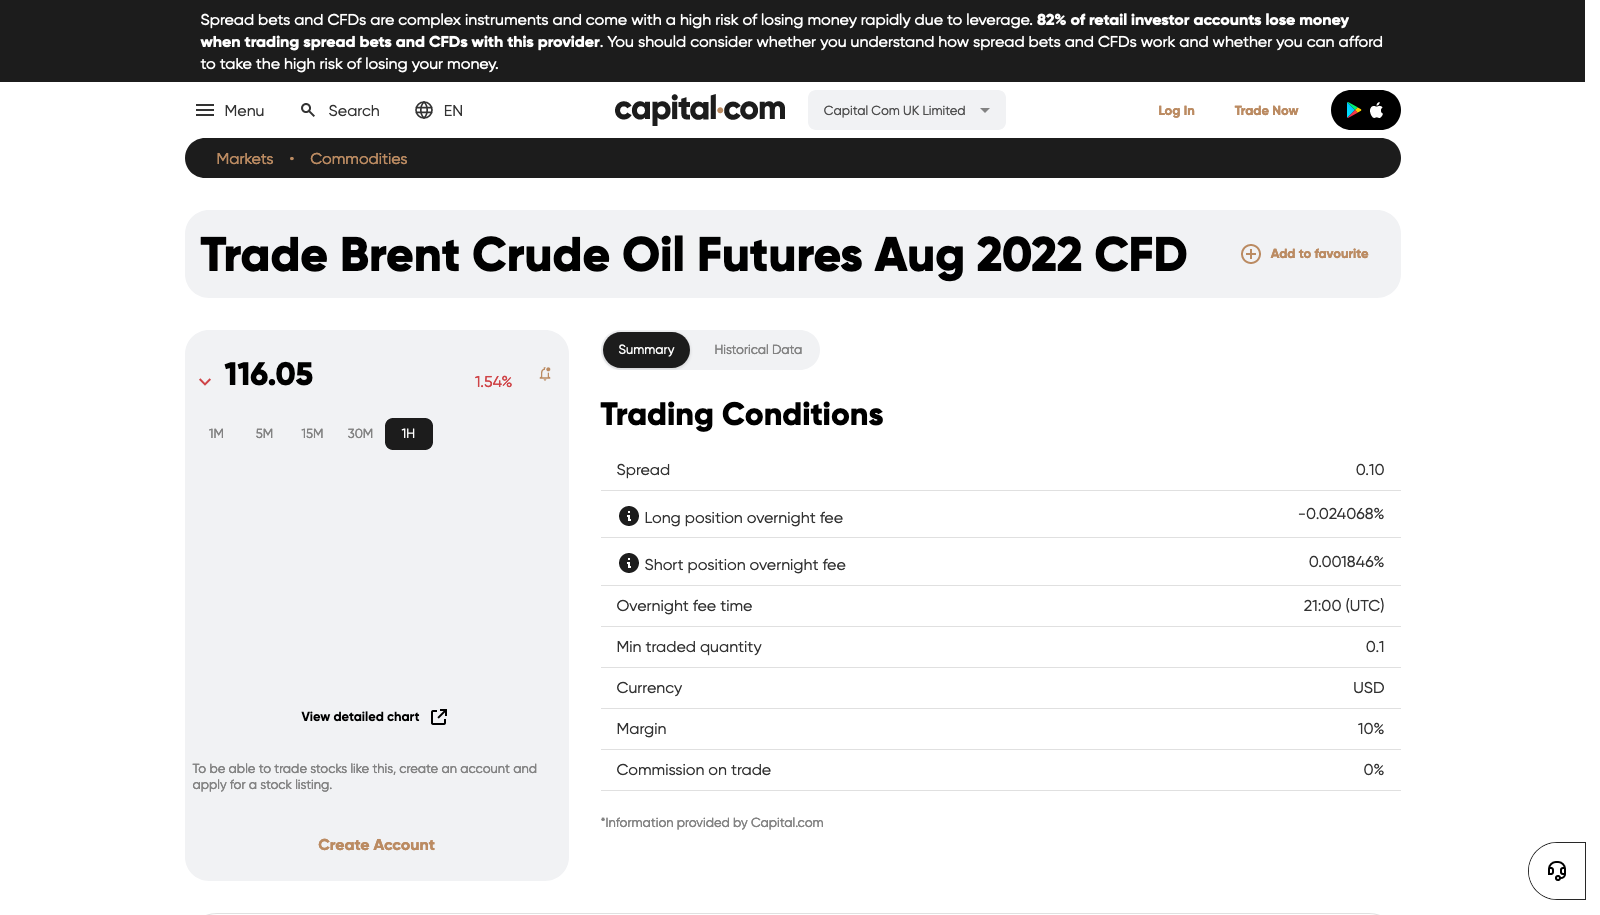 Spread bets and CFDs are complex instruments and come with a high risk of losing money rapidly due to leverage. 82% of retail investor accounts lose money
when trading spread bets and CFDs with this provider. You should consider whether you understand how spread bets and CFDs work and whether you can afford
to take the high risk of losing your money.
Menu Search EN capital.com Capital Com UK Limited Log In Trade Now
Markets • Commodities
Trade Brent Crude Oil Futures Aug 2022 CFD Add to favourite
116.05 1.54%
1M 5M 15M 30M 1H
View detailed chart
To be able to trade stocks like this, create an account and
apply for a stock listing.
Create Account
Summary Historical Data
Trading Conditions
Spread 0.10
Long position overnight fee -0.024068%
Short position overnight fee 0.001846%
Overnight fee time 21:00 (UTC)
Min traded quantity 0.1
Currency USD
Margin 10%
Commission on trade 0%
*Information provided by Capital.com